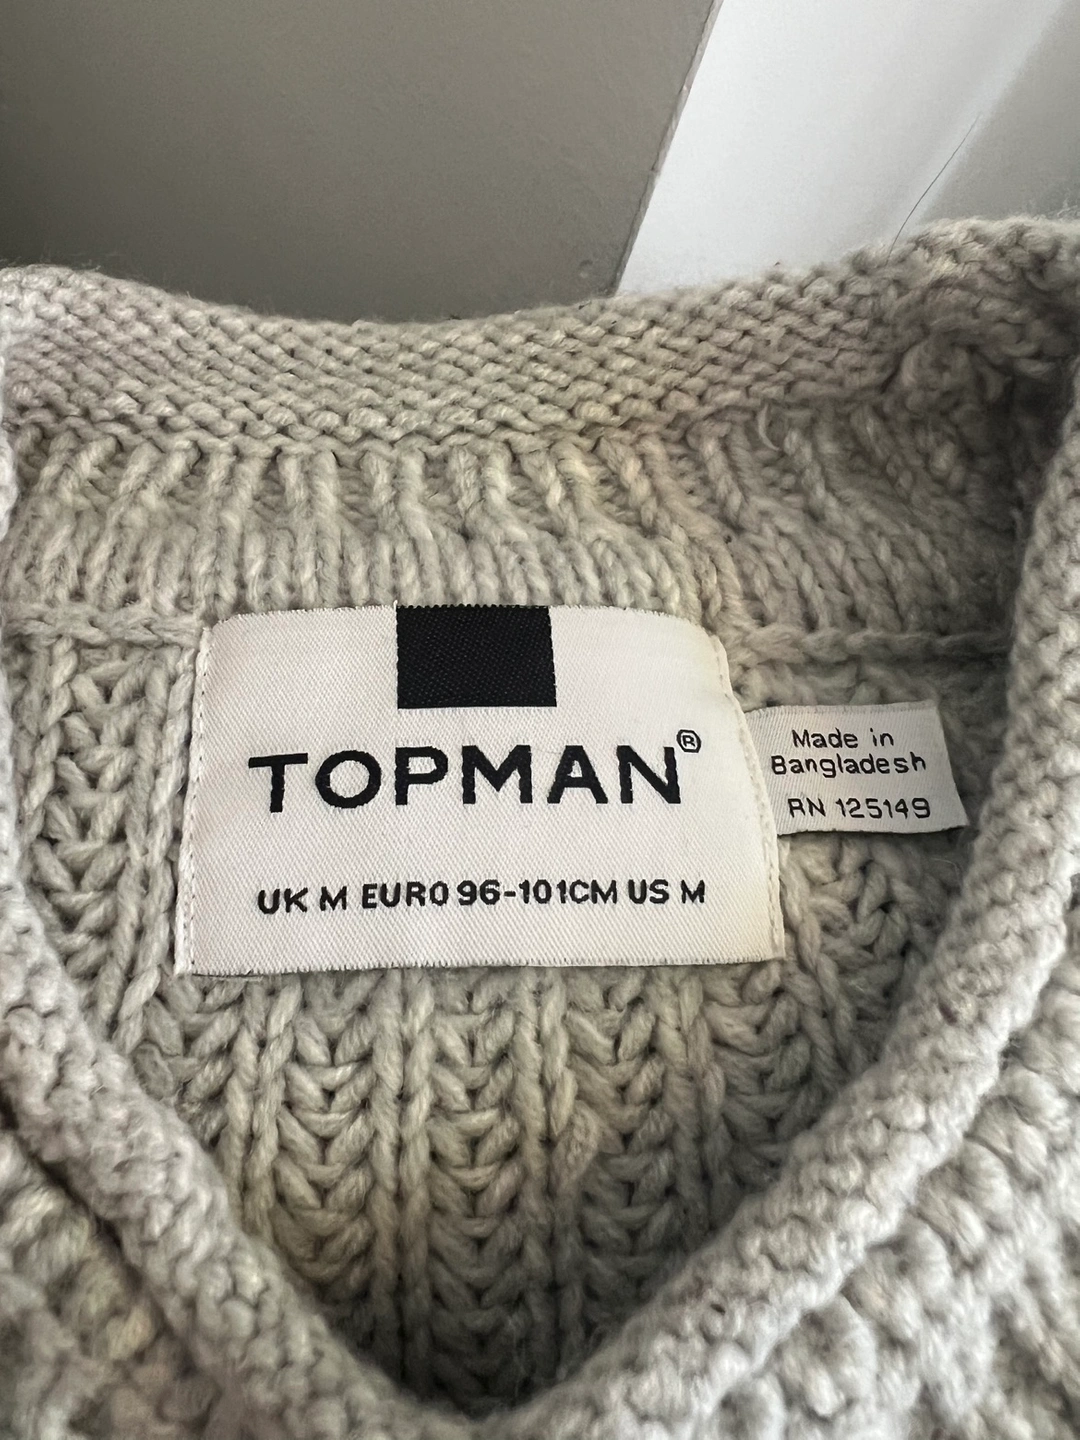 TOPMAN®
UK M EURO 96-101CM US M
Made in
Bangladesh
RN 125149